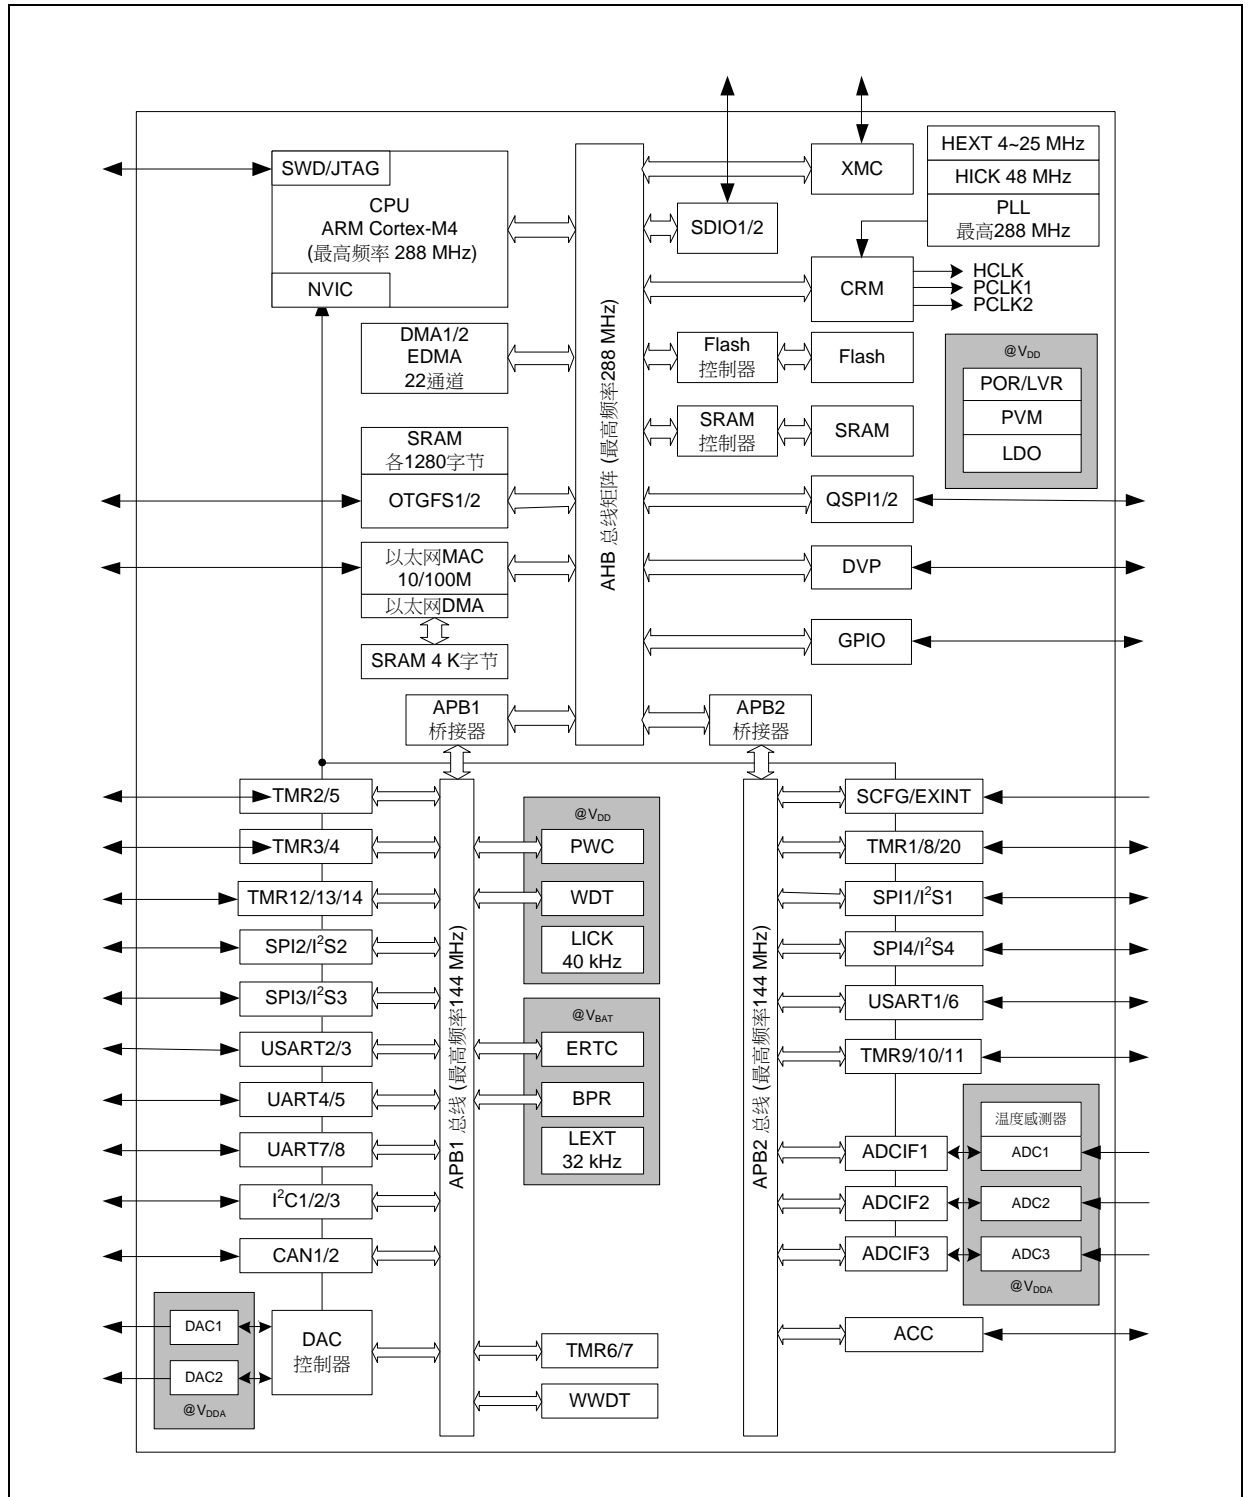 SWD/JTAG
CPU
ARM Cortex-M4
(最高频率 288 MHz)
NVIC
DMA1/2
EDMA
22通道
SRAM
各1280字节
OTGFS1/2
以太网MAC
10/100M
以太网DMA
SRAM 4 K字节
APB1
桥接器
AHB 总线矩阵 (最高频率288 MHz)
XMC
SDIO1/2
HEXT 4~25 MHz
HICK 48 MHz
PLL
最高288 MHz
CRM
HCLK
PCLK1
PCLK2
Flash
控制器
Flash
SRAM
控制器
SRAM
@VDD
POR/LVR
PVM
LDO
QSPI1/2
DVP
GPIO
APB2
桥接器
TMR2/5
TMR3/4
TMR12/13/14
SPI2/I²S2
SPI3/I²S3
USART2/3
UART4/5
UART7/8
I²C1/2/3
CAN1/2
DAC1
DAC2
@VDDA
DAC
控制器
APB1 总线 (最高频率144 MHz)
@VDD
PWC
WDT
LICK
40 kHz
@VBAT
ERTC
BPR
LEXT
32 kHz
TMR6/7
WWDT
APB2 总线 (最高频率144 MHz)
SCFG/EXINT
TMR1/8/20
SPI1/I²S1
SPI4/I²S4
USART1/6
TMR9/10/11
ADCIF1
ADCIF2
ADCIF3
温度感测器
ADC1
ADC2
ADC3
@VDDA
ACC